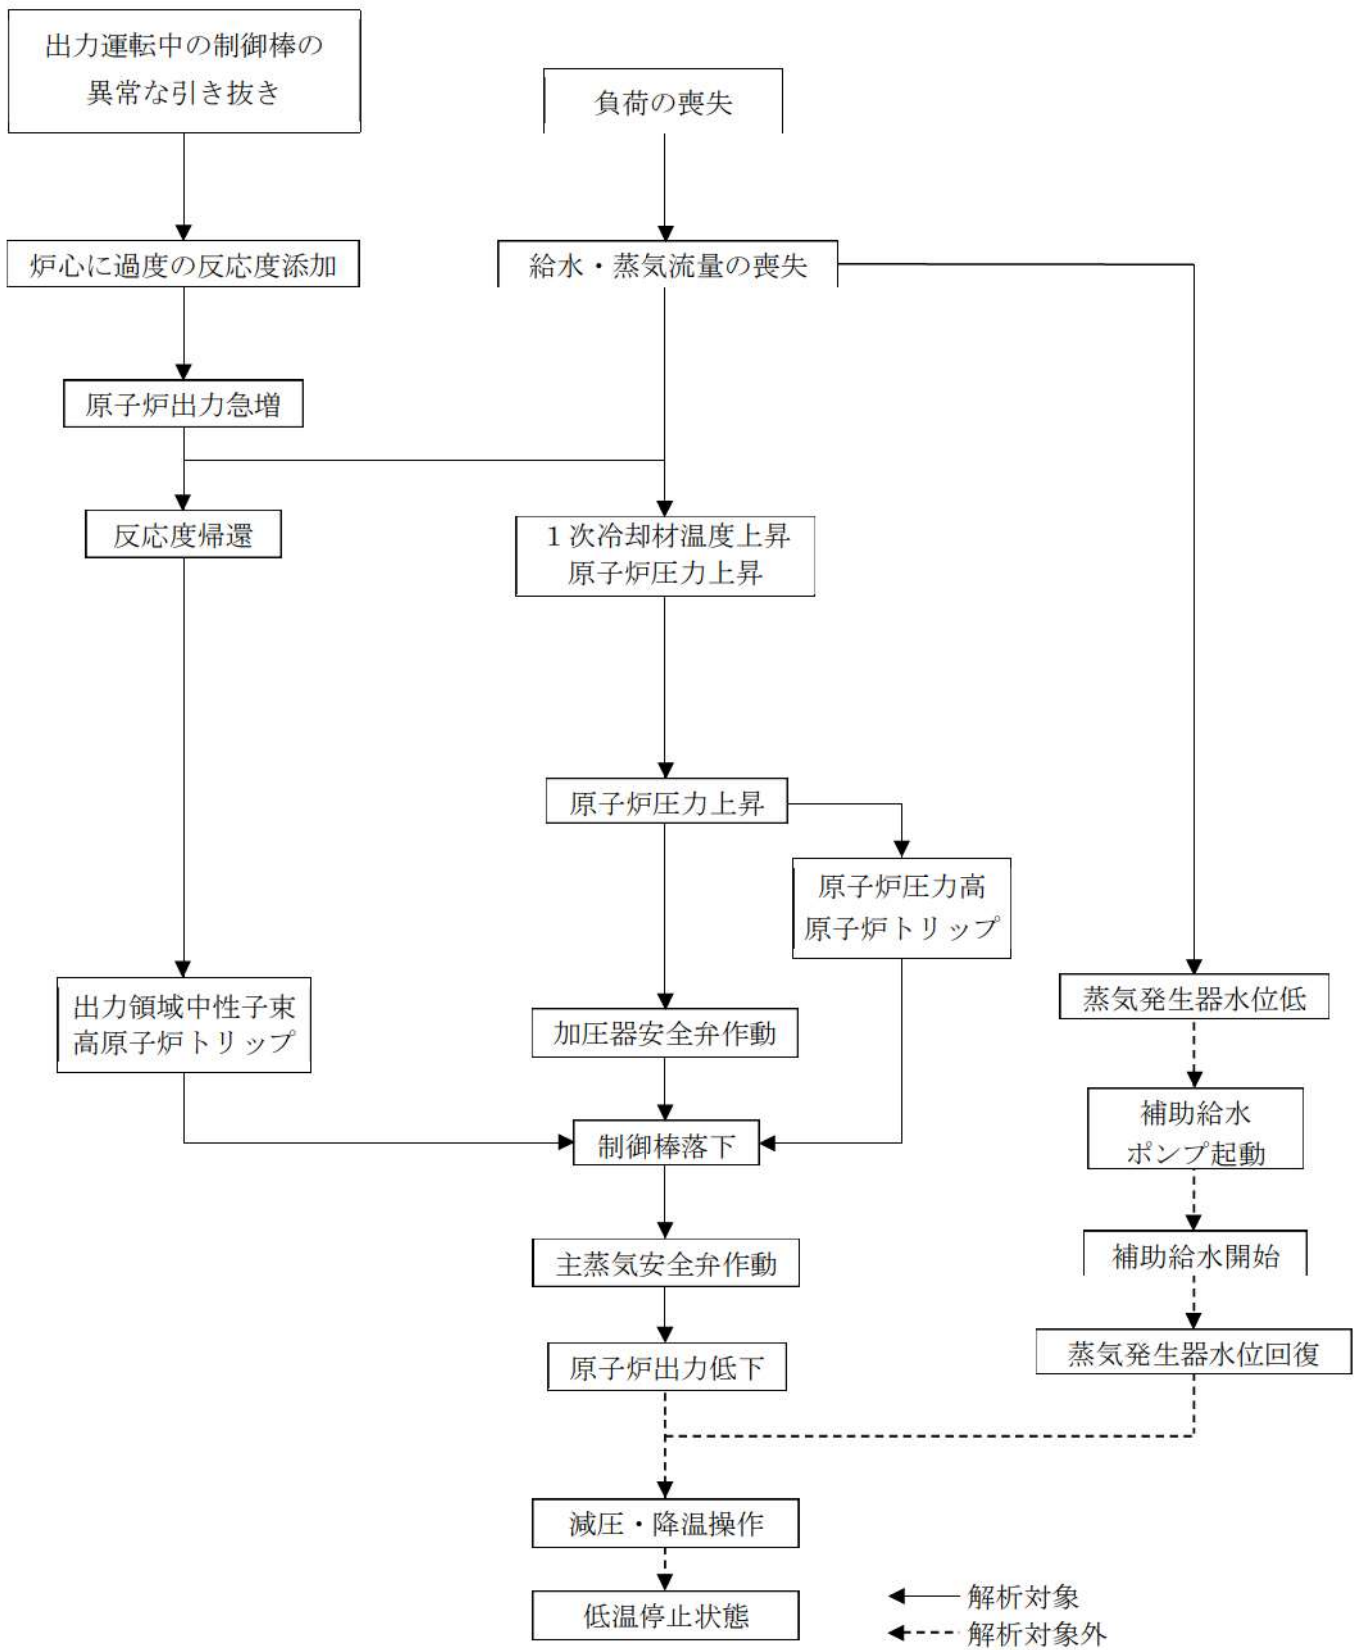 出力運転中の制御棒の
異常な引き抜き
負荷の喪失
炉心に過度の反応度添加
給水・蒸気流量の喪失
原子炉出力急増
反応度帰還
１次冷却材温度上昇
原子炉圧力上昇
原子炉圧力上昇
原子炉圧力高
原子炉トリップ
出力領域中性子束
高原子炉トリップ
加圧器安全弁作動
蒸気発生器水位低
制御棒落下
補助給水
ポンプ起動
主蒸気安全弁作動
補助給水開始
原子炉出力低下
蒸気発生器水位回復
減圧・降温操作
低温停止状態
解析対象
解析対象外